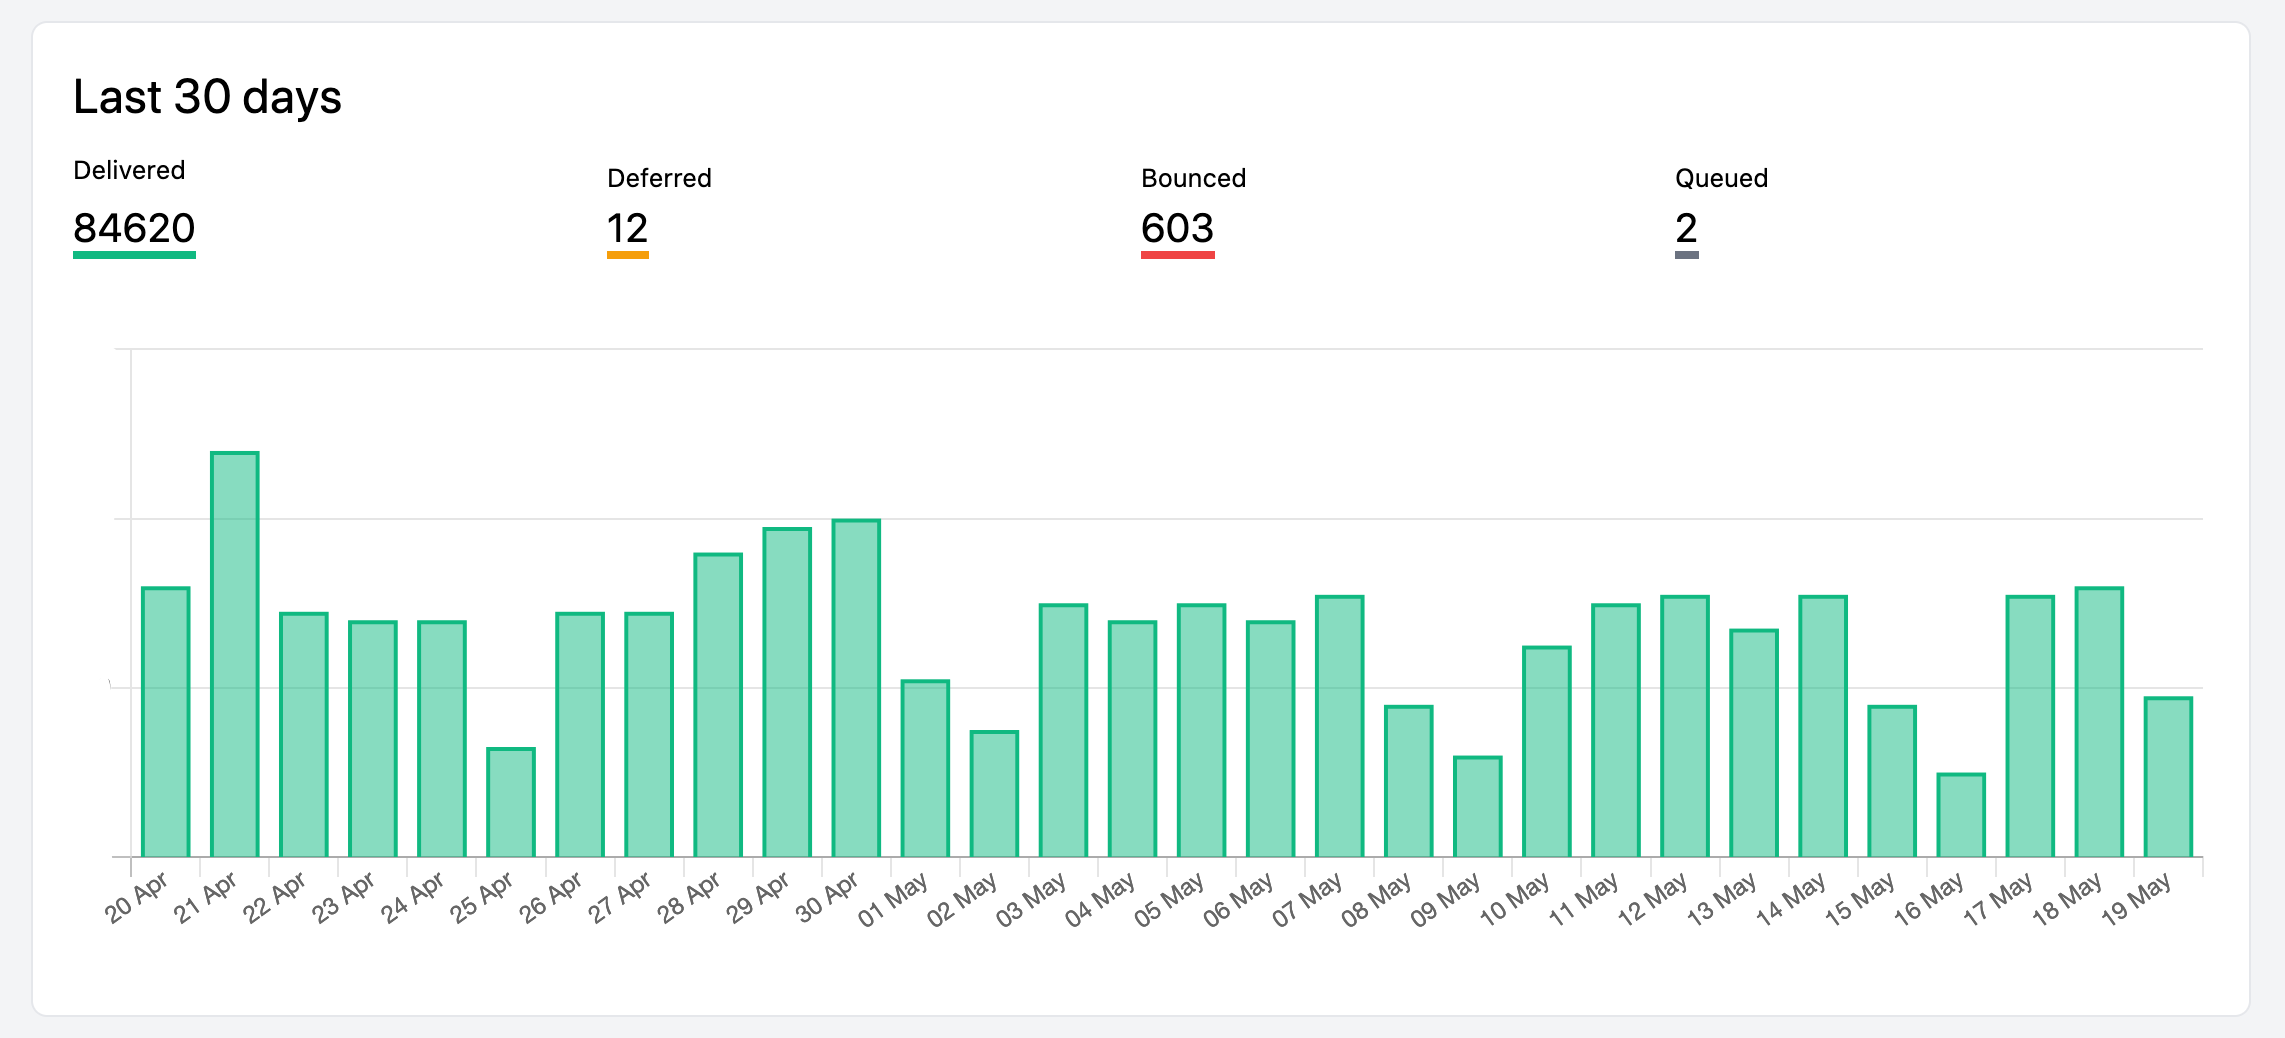 Last 30 days
Delivered
Deferred
Bounced
Queued
84620
12
603
2
20 Apr
21 Apr
22 Apr
23 Apr
24 Apr
25 Apr
26 Apr
27 Apr
28 Apr
29 Apr
30 Apr
01 May
02 May
03 May
04 May
05 May
06 May
07 May
08 May
09 May
10 May
11 May
12 May
13 May
14 May
15 May
16 May
17 May
18 May
19 May